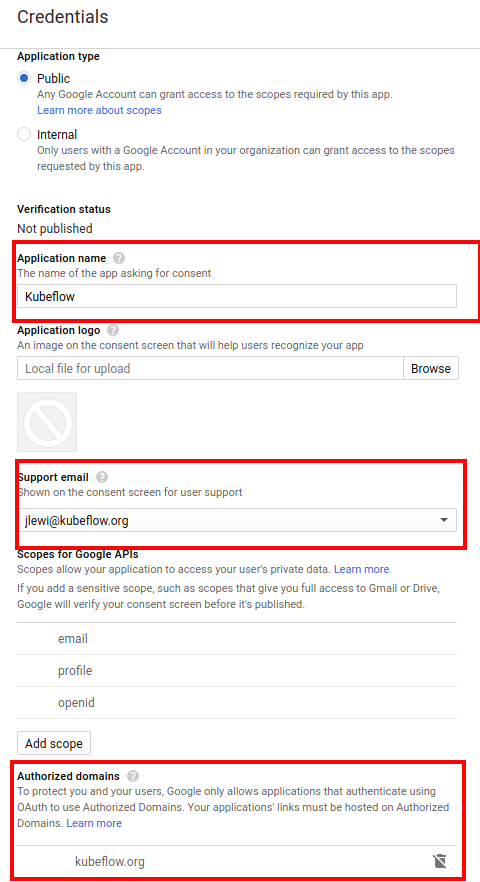 Credentials
Application type
Public
Any Google Account can grant access to the scopes required by this app.
Learn more about scopes
Internal
Only users with a Google Account in your organization can grant access to the scopes
requested by this app.
Verification status
Not published
Application name ?
The name of the app asking for consent
Kubeflow
Application logo ?
An image on the consent screen that will help users recognize your app
Local file for upload Browse
Support email ?
Shown on the consent screen for user support
jlewi@kubeflow.org
Scopes for Google APIs
Scopes allow your application to access your user's private data. Learn more
If you add a sensitive scope, such as scopes that give you full access to Gmail or Drive,
Google will verify your consent screen before it's published.
email
profile
openid
Add scope
Authorized domains ?
To protect you and your users, Google only allows applications that authenticate using
OAuth to use Authorized Domains. Your applications' links must be hosted on Authorized
Domains. Learn more
kubeflow.org